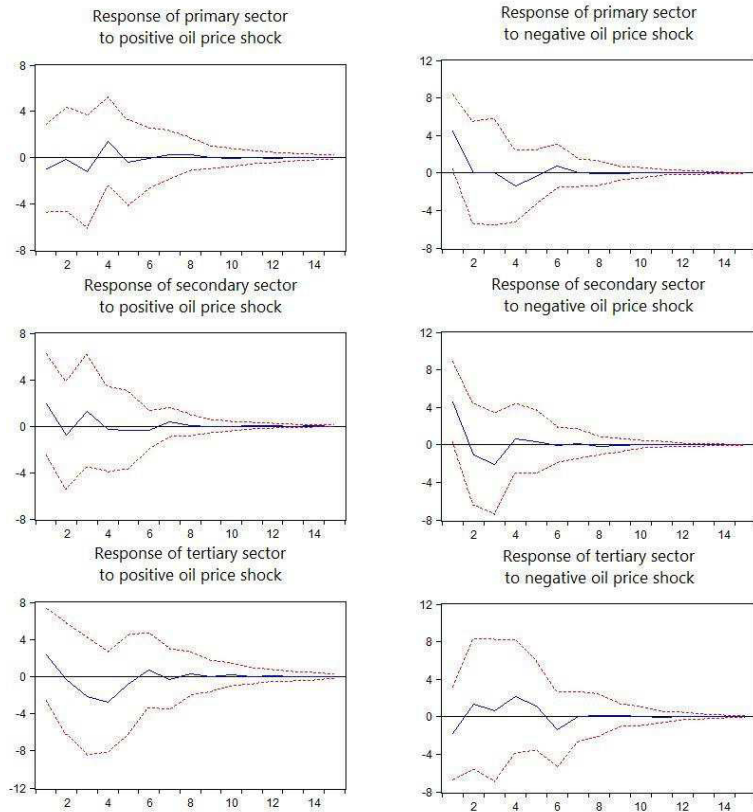 Response of primary sector
to positive oil price shock
8
4
0
-4
-8
2 4 6 8 10 12 14
Response of primary sector
to negative oil price shock
12
8
4
0
-4
-8
2 4 6 8 10 12 14
Response of secondary sector
to positive oil price shock
8
4
0
-4
-8
2 4 6 8 10 12 14
Response of secondary sector
to negative oil price shock
12
8
4
0
-4
-8
2 4 6 8 10 12 14
Response of tertiary sector
to positive oil price shock
8
4
0
-4
-8
-12
2 4 6 8 10 12 14
Response of tertiary sector
to negative oil price shock
12
8
4
0
-4
-8
2 4 6 8 10 12 14